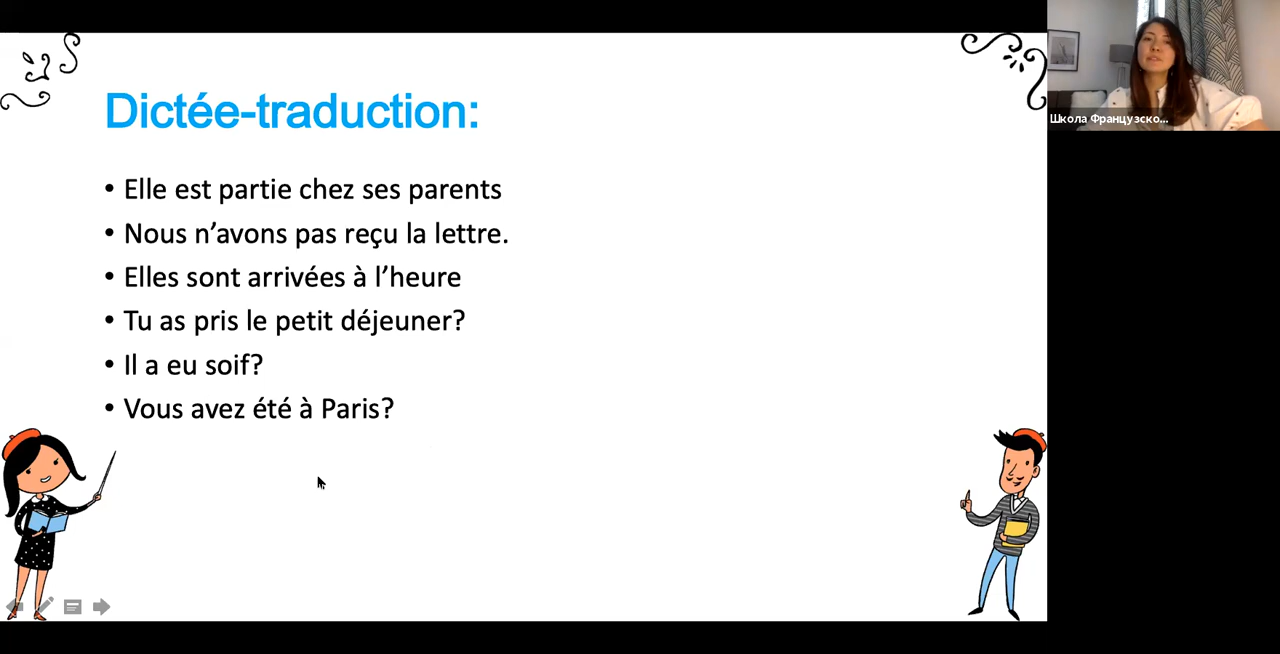 Dictée-traduction:
• Elle est partie chez ses parents
• Nous n’avons pas reçu la lettre.
• Elles sont arrivées à l’heure
• Tu as pris le petit déjeuner?
• Il a eu soif?
• Vous avez été à Paris?
Школа Французско...